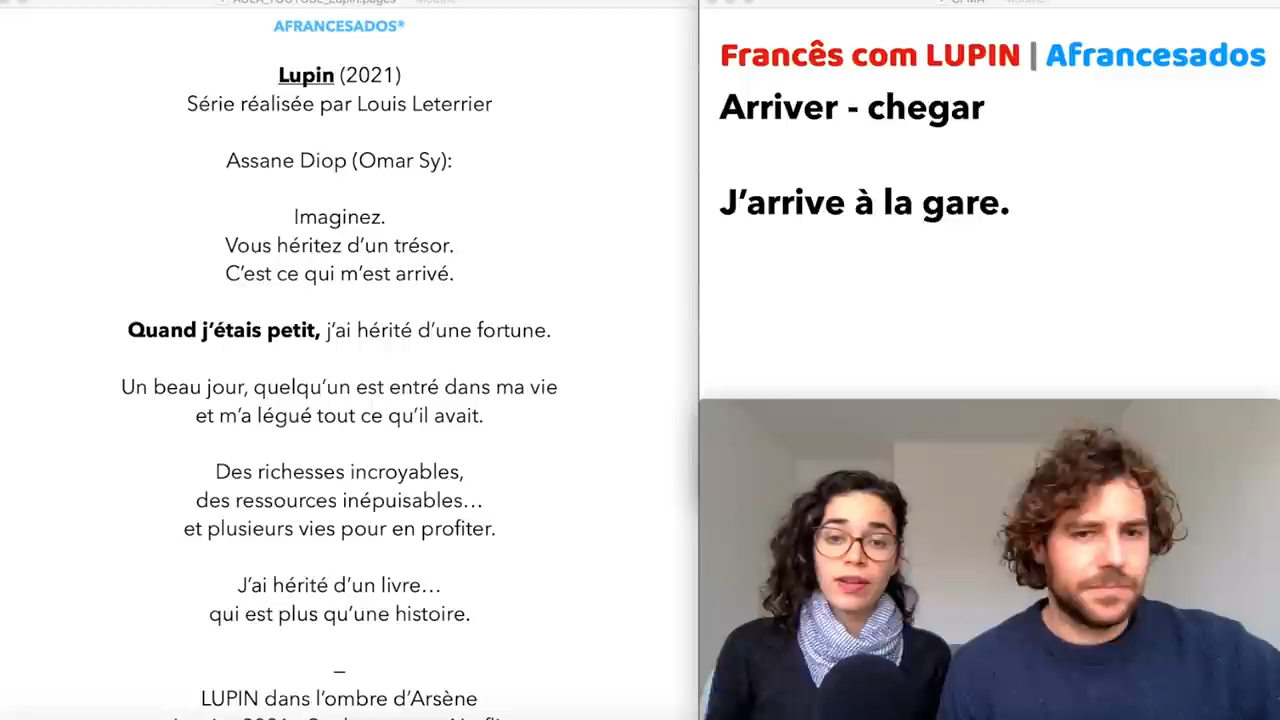 AFRANCESADOS®
Lupin (2021)
Série réalisée par Louis Leterrier
Assane Diop (Omar Sy):
Imaginez.
Vous héritez d’un trésor.
C’est ce qui m’est arrivé.
Quand j’étais petit, j’ai hérité d’une fortune.
Un beau jour, quelqu’un est entré dans ma vie
et m’a légué tout ce qu’il avait.
Des richesses incroyables,
des ressources inépuisables…
et plusieurs vies pour en profiter.
J’ai hérité d’un livre…
qui est plus qu’une histoire.
—
LUPIN dans l’ombre d’Arsène
Francês com LUPIN | Afrancesados
Arriver - chegar
J’arrive à la gare.